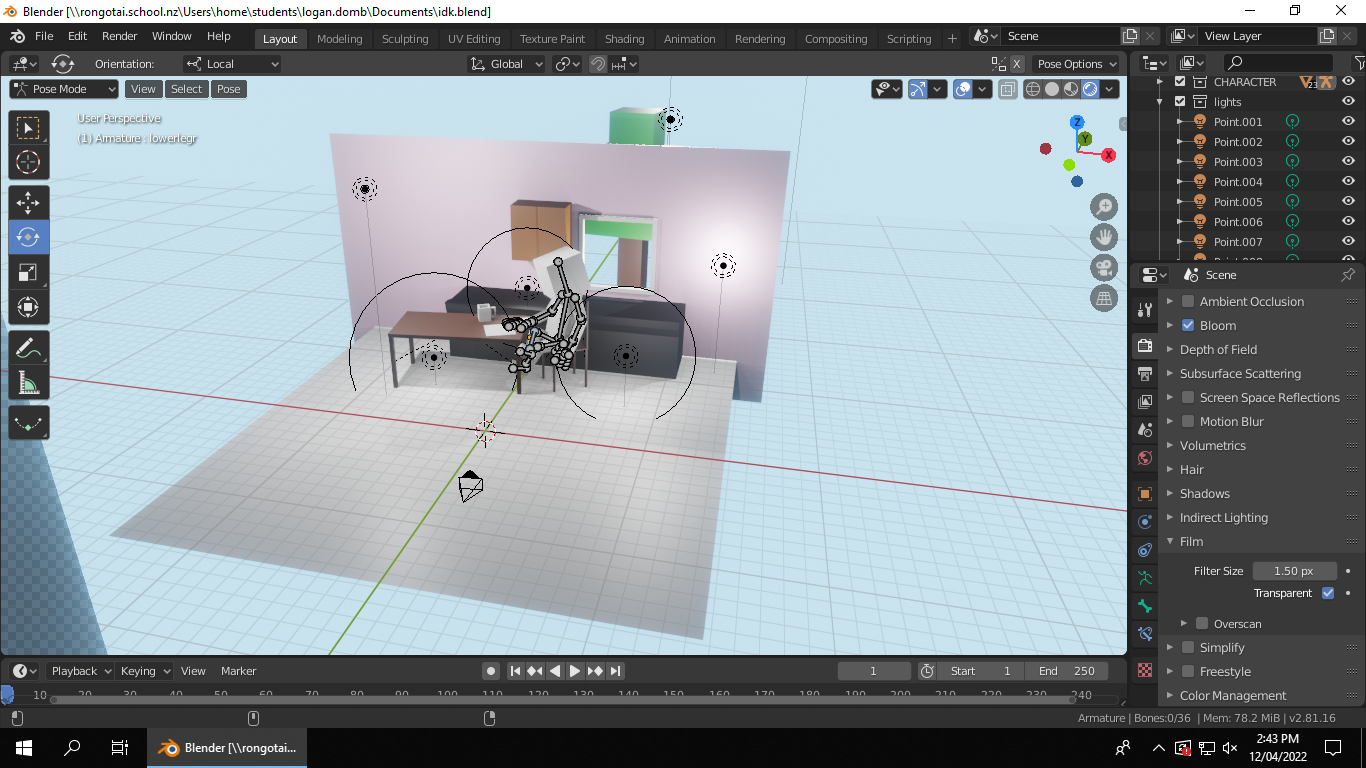 Blender [\\rongotai.school.nz\Users\home\students\logan.domb\Documents\idk.blend]
File Edit Render Window Help Layout Modeling Sculpting UV Editing Texture Paint Shading Animation Rendering Compositing Scripting + Scene View Layer
Orientation: Local Global X Pose Options
Pose Mode View Select Pose
User Perspective
(1) Armature : lowerlegr
Z
Y
X
CHARACTER 23
lights
Point.001
Point.002
Point.003
Point.004
Point.005
Point.006
Point.007
Scene
Ambient Occlusion
Bloom
Depth of Field
Subsurface Scattering
Screen Space Reflections
Motion Blur
Volumetrics
Hair
Shadows
Indirect Lighting
Film
Filter Size 1.50 px
Transparent
Overscan
Simplify
Freestyle
Color Management
Playback Keying View Marker 1 Start 1 End 250
10 20 30 40 50 60 70 80 90 100 110 120 130 140 150 160 170 180 190 200 210 220 230 240
Armature | Bones:0/36 | Mem: 78.2 MiB | v2.81.16
Blender [\\rongotai...
2:43 PM
12/04/2022